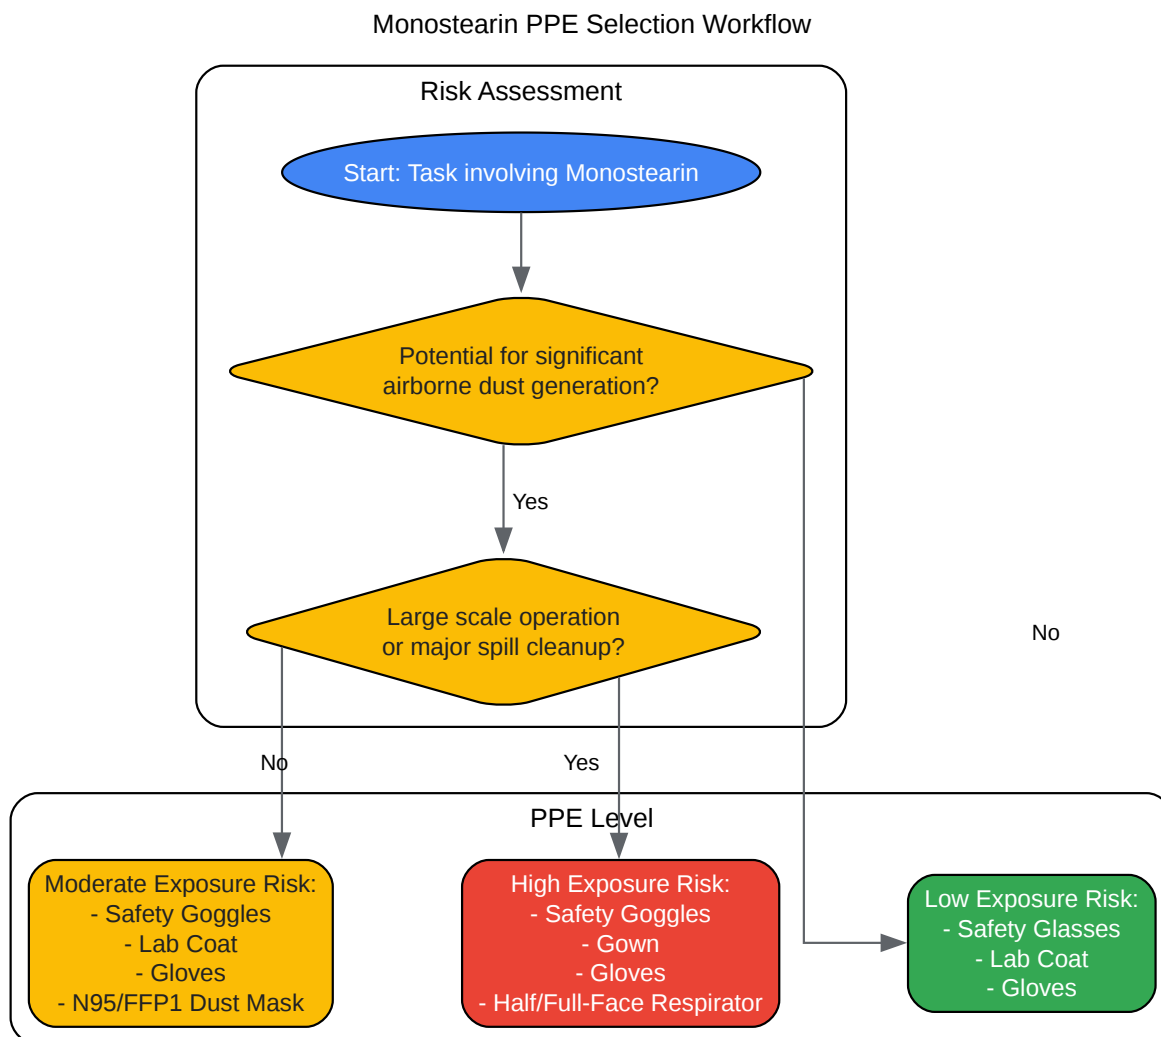 Monostearin PPE Selection Workflow
Risk Assessment
Start: Task involving Monostearin
Potential for significant
airborne dust generation?
Yes
Large scale operation
or major spill cleanup?
No
No
Yes
PPE Level
Moderate Exposure Risk:
- Safety Goggles
- Lab Coat
- Gloves
- N95/FFP1 Dust Mask
High Exposure Risk:
- Safety Goggles
- Gown
- Gloves
- Half/Full-Face Respirator
Low Exposure Risk:
- Safety Glasses
- Lab Coat
- Gloves